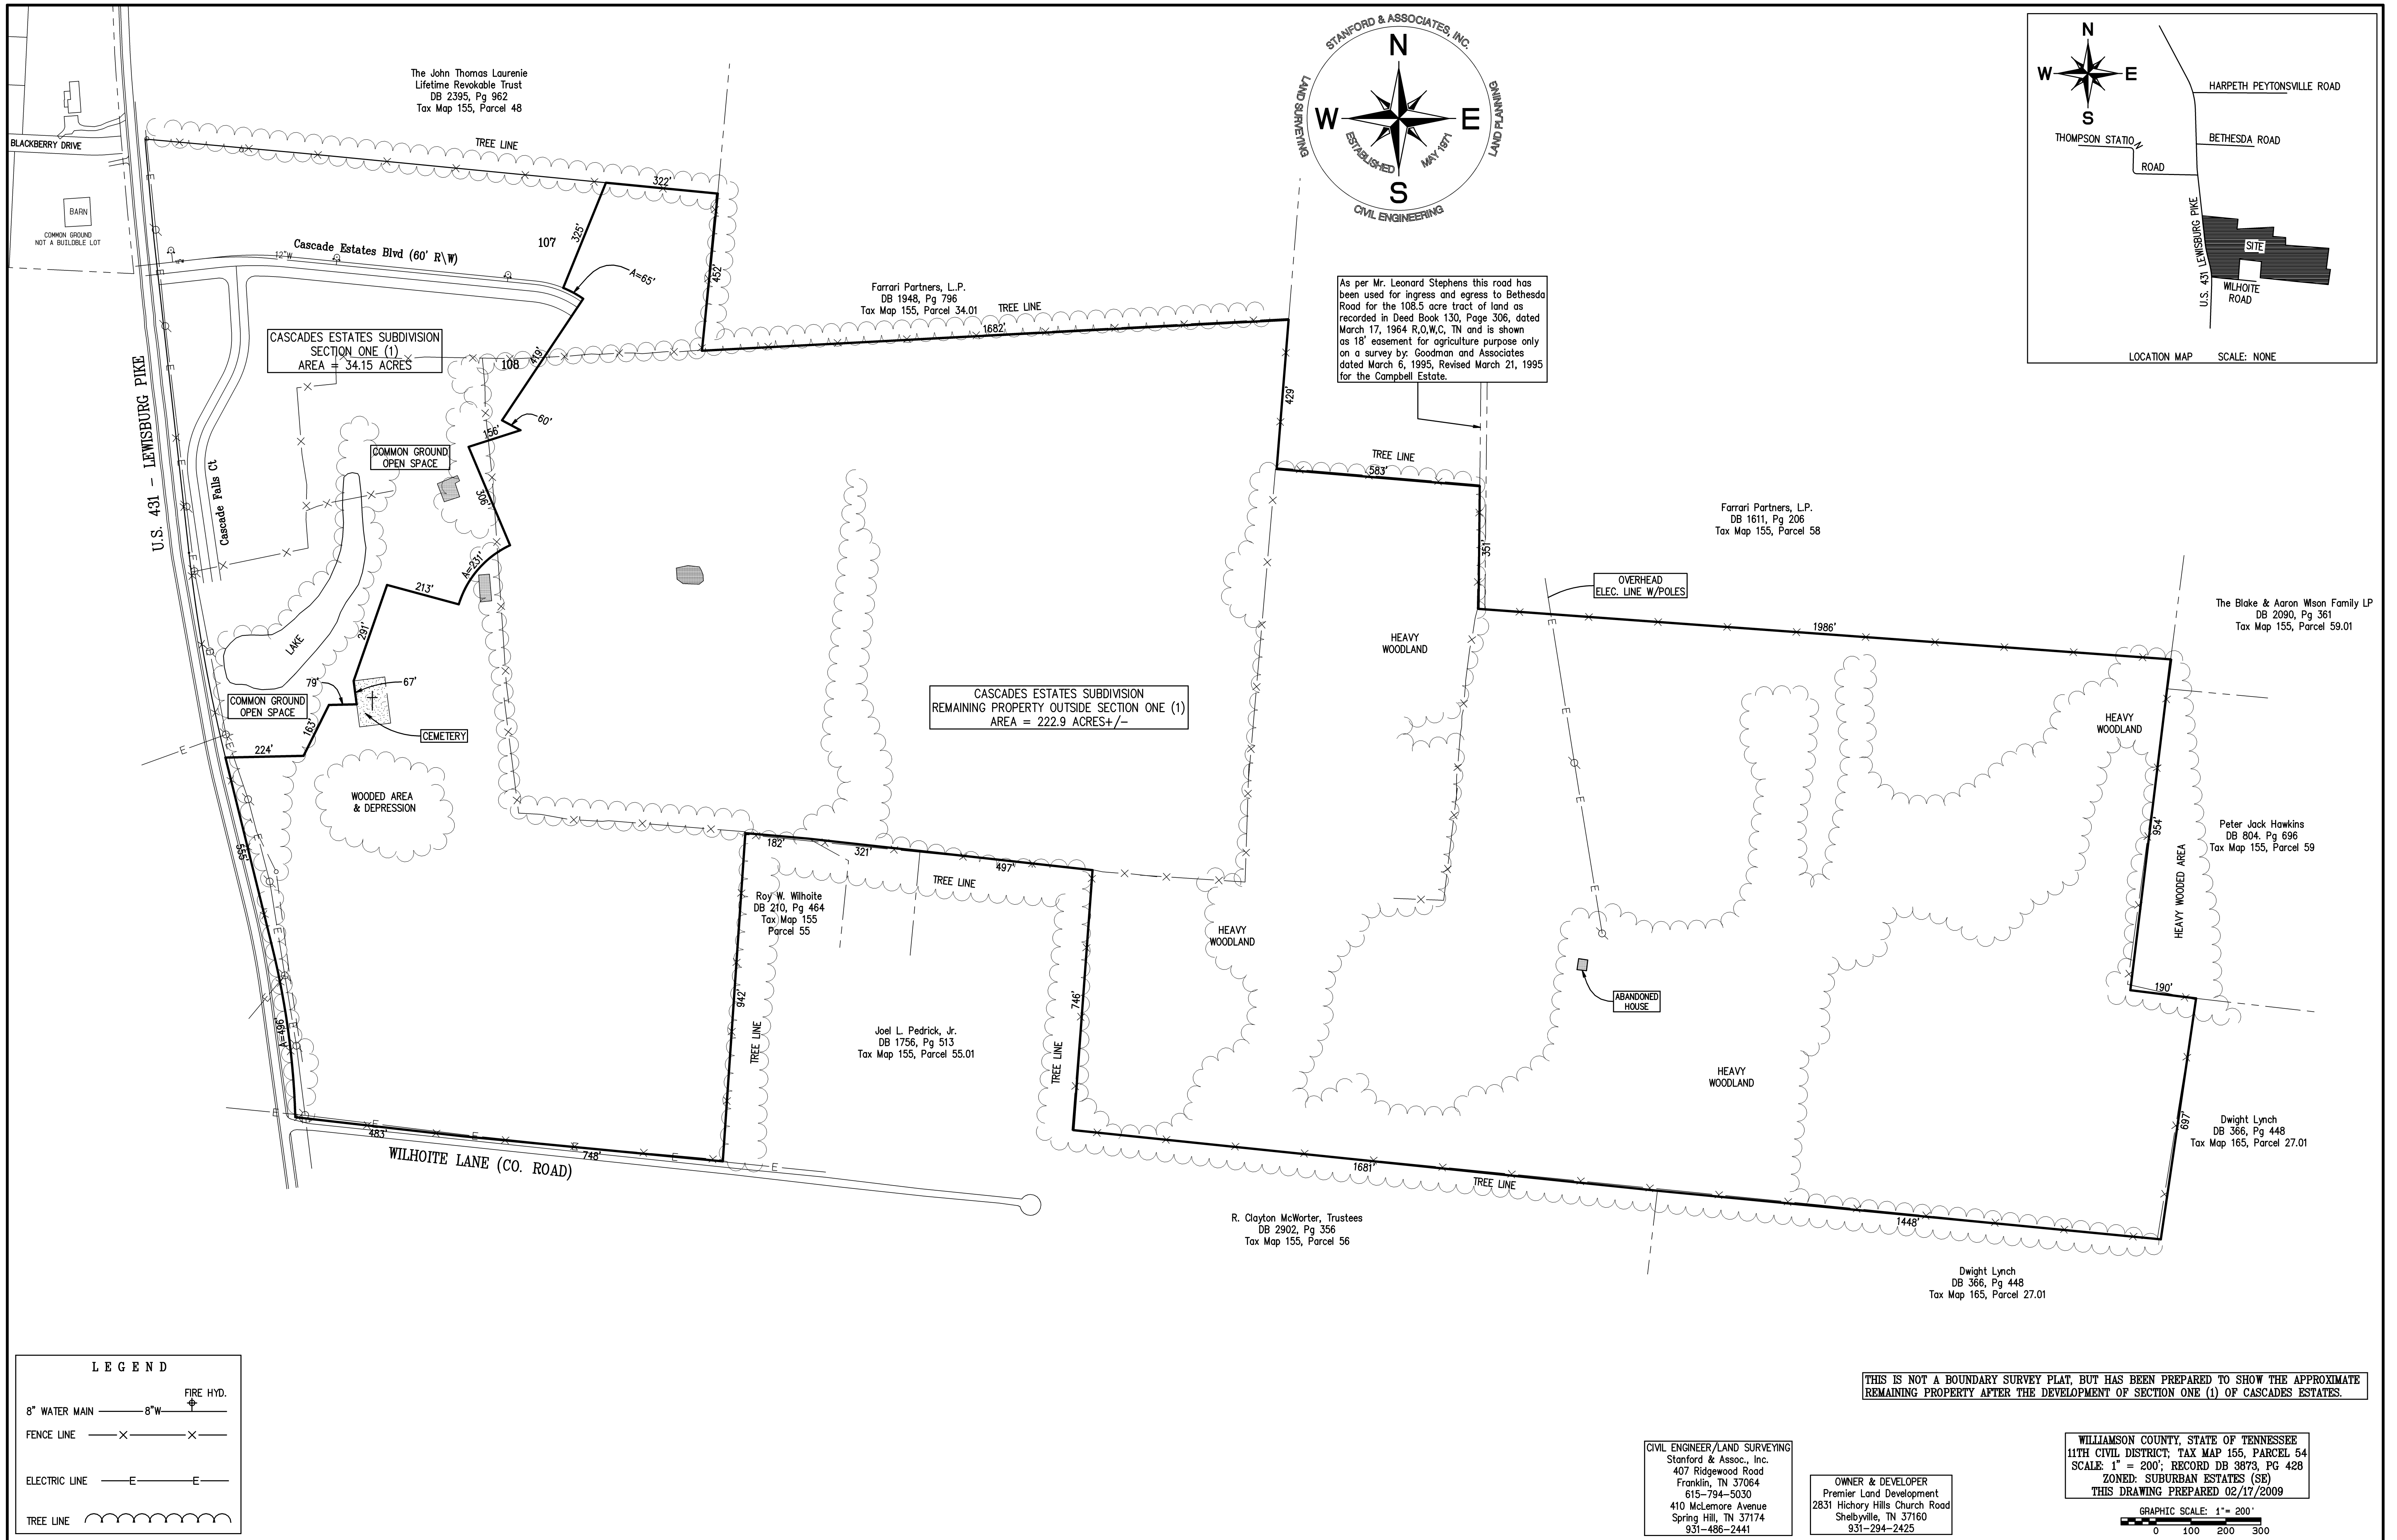 The John Thomas Laurenie
Lifetime Revokable Trust
DB 2395, Pg 962
Tax Map 155, Parcel 48
BLACKBERRY DRIVE
BARN
COMMON GROUND
NOT A BUILDBLE LOT
TREE LINE
322'
325'
107
Cascade Estates Blvd (60' R\W)
12"W
A=65'
452'
STANFORD & ASSOCIATES, INC.
LAND SURVEYING
LAND PLANNING
CIVIL ENGINEERING
ESTABLISHED MAY 1971
N
W
E
S
N
W
E
S
HARPETH PEYTONSVILLE ROAD
THOMPSON STATION
ROAD
BETHESDA ROAD
U.S. 431 LEWISBURG PIKE
SITE
WILHOITE
ROAD
LOCATION MAP SCALE: NONE
Farrari Partners, L.P.
DB 1948, Pg 796
Tax Map 155, Parcel 34.01
TREE LINE
1682'
As per Mr. Leonard Stephens this road has
been used for ingress and egress to Bethesda
Road for the 108.5 acre tract of land as
recorded in Deed Book 130, Page 306, dated
March 17, 1964 R,O,W,C, TN and is shown
as 18' easement for agriculture purpose only
on a survey by: Goodman and Associates
dated March 6, 1995, Revised March 21, 1995
for the Campbell Estate.
CASCADES ESTATES SUBDIVISION
SECTION ONE (1)
AREA = 34.15 ACRES
108
419'
60'
156'
429'
U.S. 431 - LEWISBURG PIKE
Cascade Falls Ct
COMMON GROUND
OPEN SPACE
306'
TREE LINE
583'
351'
Farrari Partners, L.P.
DB 1611, Pg 206
Tax Map 155, Parcel 58
OVERHEAD
ELEC. LINE W/POLES
A=231'
213'
291'
LAKE
79'
67'
COMMON GROUND
OPEN SPACE
163'
CEMETERY
224'
HEAVY
WOODLAND
1986'
The Blake & Aaron Wlson Family LP
DB 2090, Pg 361
Tax Map 155, Parcel 59.01
CASCADES ESTATES SUBDIVISION
REMAINING PROPERTY OUTSIDE SECTION ONE (1)
AREA = 222.9 ACRES+/-
HEAVY
WOODLAND
WOODED AREA
& DEPRESSION
555'
182'
321'
497'
TREE LINE
Roy W. Wilhoite
DB 210, Pg 464
Tax Map 155
Parcel 55
954'
HEAVY WOODED AREA
Peter Jack Hawkins
DB 804. Pg 696
Tax Map 155, Parcel 59
HEAVY
WOODLAND
ABANDONED
HOUSE
190'
942'
TREE LINE
746'
TREE LINE
Joel L. Pedrick, Jr.
DB 1756, Pg 513
Tax Map 155, Parcel 55.01
A=496'
HEAVY
WOODLAND
697'
Dwight Lynch
DB 366, Pg 448
Tax Map 165, Parcel 27.01
483'
748'
WILHOITE LANE (CO. ROAD)
1681'
TREE LINE
1448'
R. Clayton McWorter, Trustees
DB 2902, Pg 356
Tax Map 155, Parcel 56
Dwight Lynch
DB 366, Pg 448
Tax Map 165, Parcel 27.01
LEGEND
FIRE HYD.
8" WATER MAIN 8"W
FENCE LINE X X
ELECTRIC LINE E E
TREE LINE
THIS IS NOT A BOUNDARY SURVEY PLAT, BUT HAS BEEN PREPARED TO SHOW THE APPROXIMATE
REMAINING PROPERTY AFTER THE DEVELOPMENT OF SECTION ONE (1) OF CASCADES ESTATES.
CIVIL ENGINEER/LAND SURVEYING
Stanford & Assoc., Inc.
407 Ridgewood Road
Franklin, TN 37064
615-794-5030
410 McLemore Avenue
Spring Hill, TN 37174
931-486-2441
OWNER & DEVELOPER
Premier Land Development
2831 Hichory Hills Church Road
Shelbyville, TN 37160
931-294-2425
WILLIAMSON COUNTY, STATE OF TENNESSEE
11TH CIVIL DISTRICT; TAX MAP 155, PARCEL 54
SCALE: 1" = 200'; RECORD DB 3873, PG 428
ZONED: SUBURBAN ESTATES (SE)
THIS DRAWING PREPARED 02/17/2009
GRAPHIC SCALE: 1"= 200'
0 100 200 300